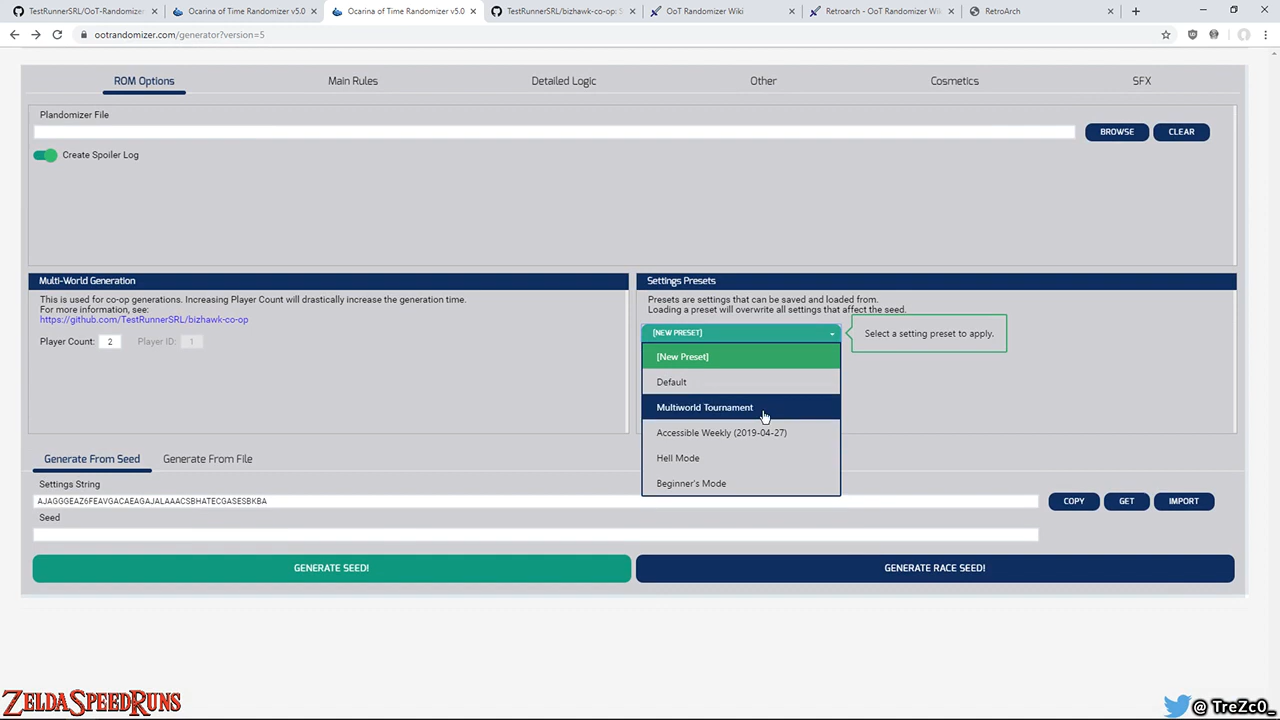 TestRunnerSRL/OoT-Randomizer
Ocarina of Time Randomizer v5.0
Ocarina of Time Randomizer v5.0
TestRunnerSRL/bizhawk-co-op: S
OoT Randomizer Wiki
Retroarch - OoT Randomizer Wi
RetroArch
ootrandomizer.com/generator?version=5
ROM Options
Main Rules
Detailed Logic
Other
Cosmetics
SFX
Plandomizer File
BROWSE
CLEAR
Create Spoiler Log
Multi-World Generation
This is used for co-op generations. Increasing Player Count will drastically increase the generation time.
For more information, see:
https://github.com/TestRunnerSRL/bizhawk-co-op
Player Count: 2 Player ID: 1
Settings Presets
Presets are settings that can be saved and loaded from.
Loading a preset will overwrite all settings that affect the seed.
[NEW PRESET]
Select a setting preset to apply.
[New Preset]
Default
Multiworld Tournament
Accessible Weekly (2019-04-27)
Hell Mode
Beginner's Mode
Generate From Seed
Generate From File
Settings String
AJAGGGEAZ6FEAVGACAEAGAJALAAACSBHATECGASESBKBA
COPY
GET
IMPORT
Seed
GENERATE SEED!
GENERATE RACE SEED!
ZELDASPEEDRUNS
@ TreZc0_